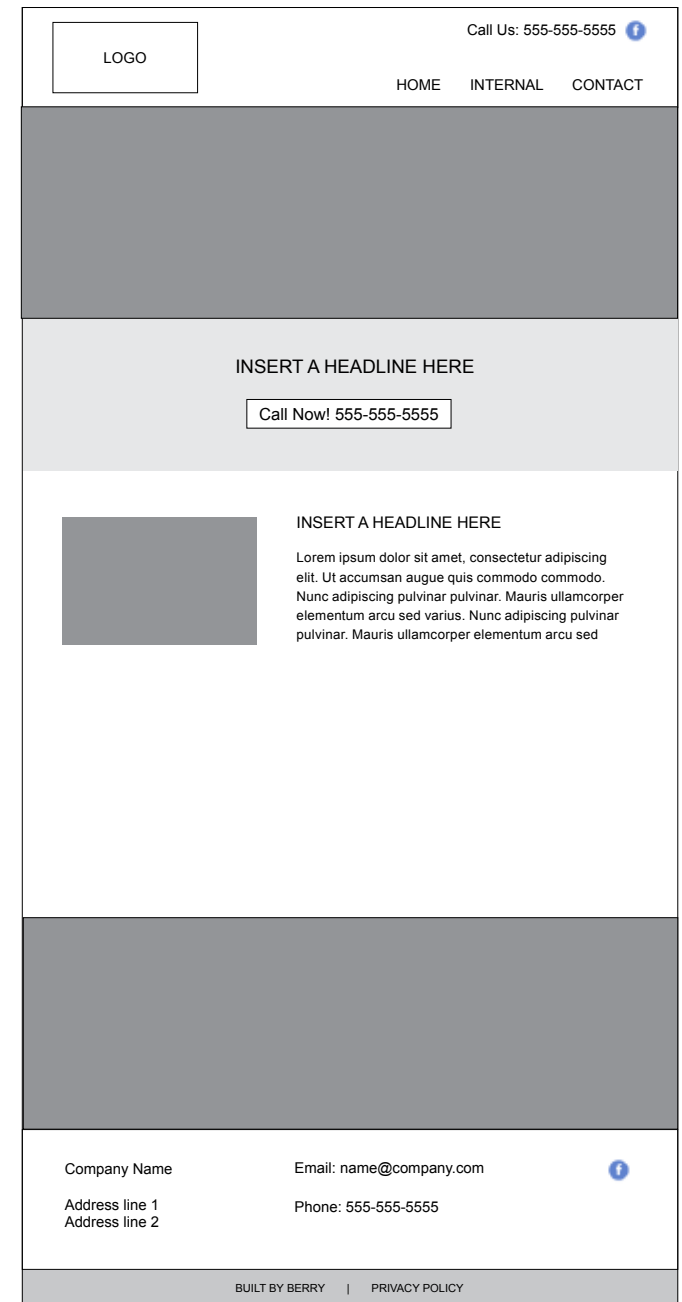 LOGO
Call Us: 555-555-5555
f
HOME INTERNAL CONTACT
INSERT A HEADLINE HERE
Call Now! 555-555-5555
INSERT A HEADLINE HERE
Lorem ipsum dolor sit amet, consectetur adipiscing
elit. Ut accumsan augue quis commodo commodo.
Nunc adipiscing pulvinar pulvinar. Mauris ullamcorper
elementum arcu sed varius. Nunc adipiscing pulvinar
pulvinar. Mauris ullamcorper elementum arcu sed
Company Name
Address line 1
Address line 2
Email: name@company.com
Phone: 555-555-5555
f
BUILT BY BERRY | PRIVACY POLICY